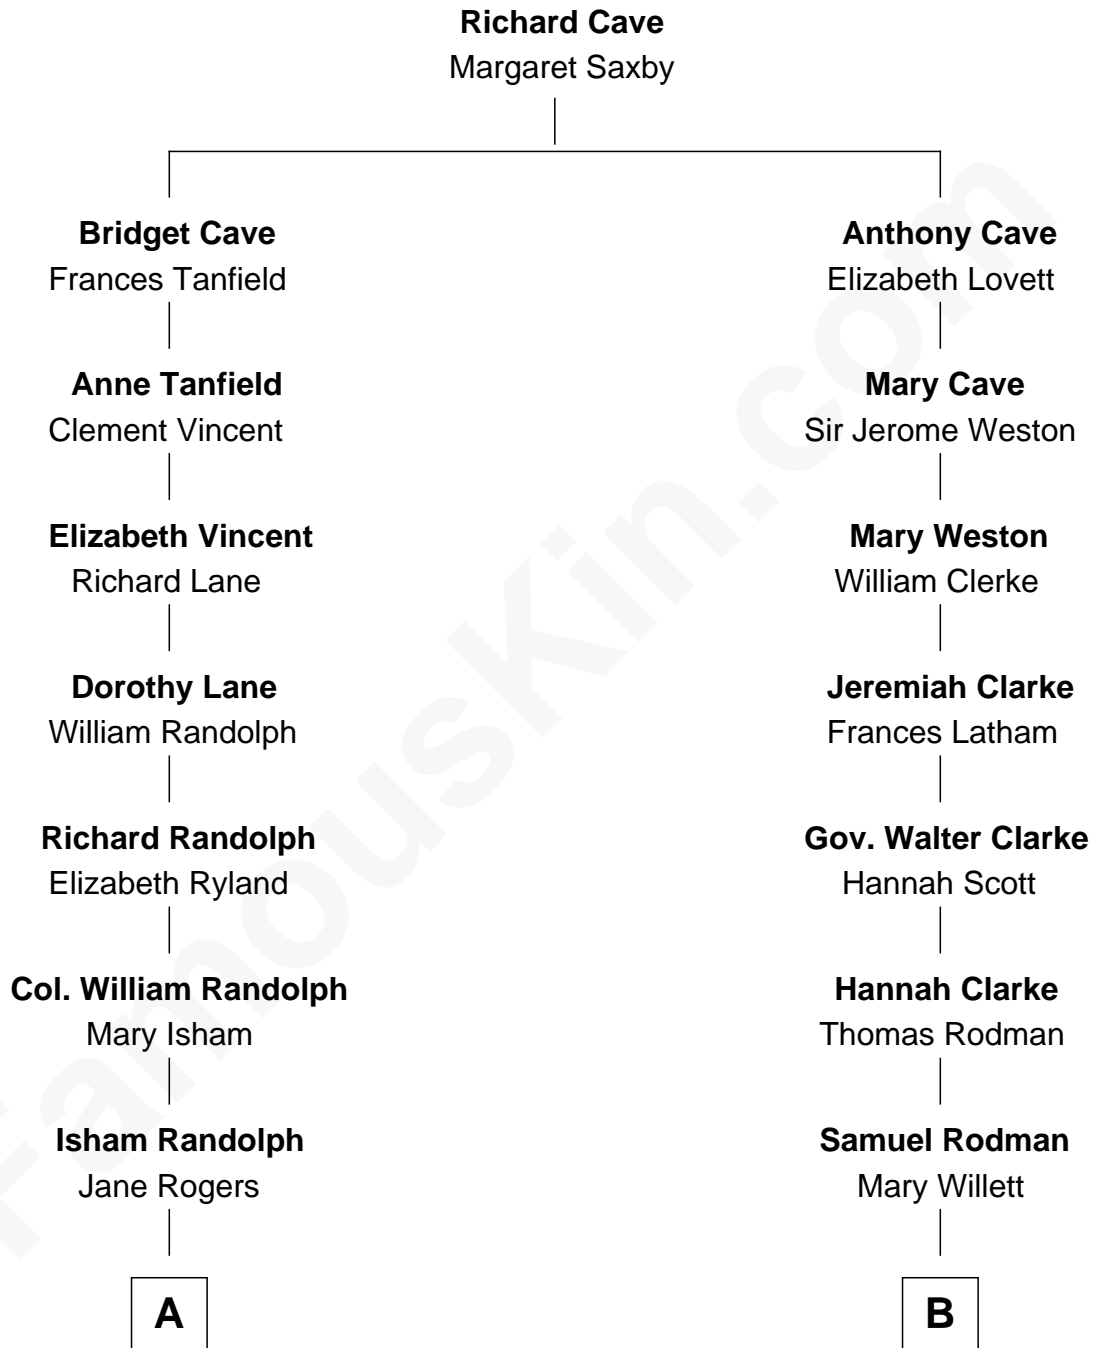 Richard Cave
Margaret Saxby
Bridget Cave
Frances Tanfield
Anthony Cave
Elizabeth Lovett
Anne Tanfield
Clement Vincent
Mary Cave
Sir Jerome Weston
Elizabeth Vincent
Richard Lane
Mary Weston
William Clerke
Dorothy Lane
William Randolph
Jeremiah Clarke
Frances Latham
Richard Randolph
Elizabeth Ryland
Gov. Walter Clarke
Hannah Scott
Col. William Randolph
Mary Isham
Hannah Clarke
Thomas Rodman
Isham Randolph
Jane Rogers
Samuel Rodman
Mary Willett
A
B
FamousKin.com